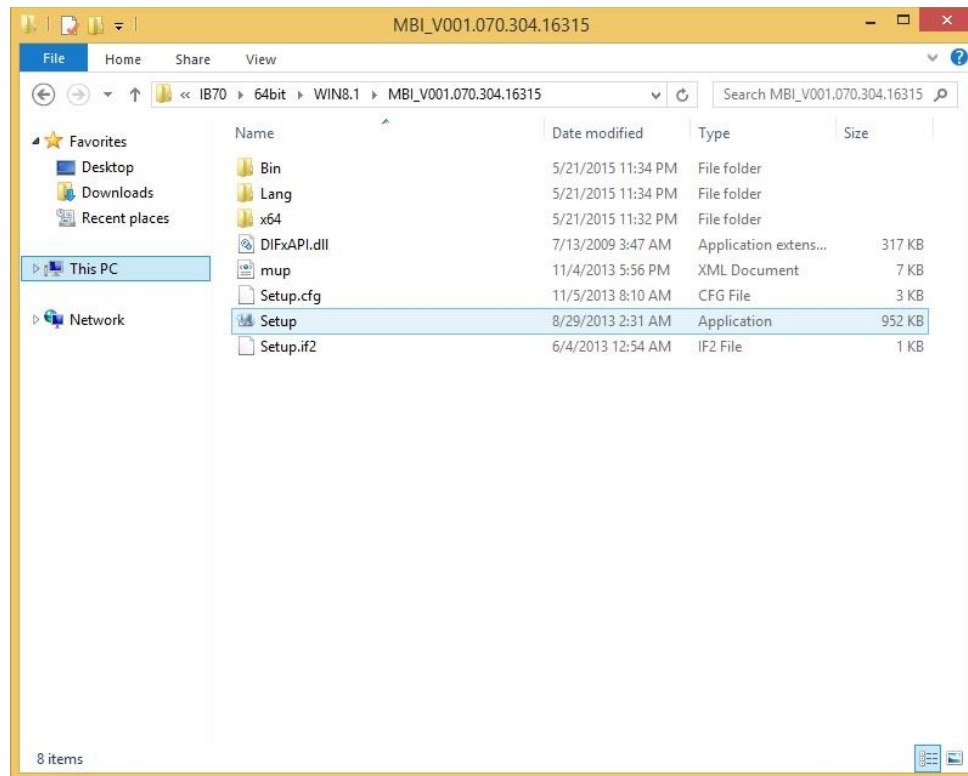 MBI_V001.070.304.16315
File Home Share View
« IB70 64bit WIN8.1 MBI_V001.070.304.16315 Search MBI_V001.070.304.16315
Favorites
Desktop
Downloads
Recent places
This PC
Network
Name Date modified Type Size
Bin 5/21/2015 11:34 PM File folder
Lang 5/21/2015 11:34 PM File folder
x64 5/21/2015 11:32 PM File folder
DIFxAPI.dll 7/13/2009 3:47 AM Application extens... 317 KB
mup 11/4/2013 5:56 PM XML Document 7 KB
Setup.cfg 11/5/2013 8:10 AM CFG File 3 KB
Setup 8/29/2013 2:31 AM Application 952 KB
Setup.if2 6/4/2013 12:54 AM IF2 File 1 KB
8 items